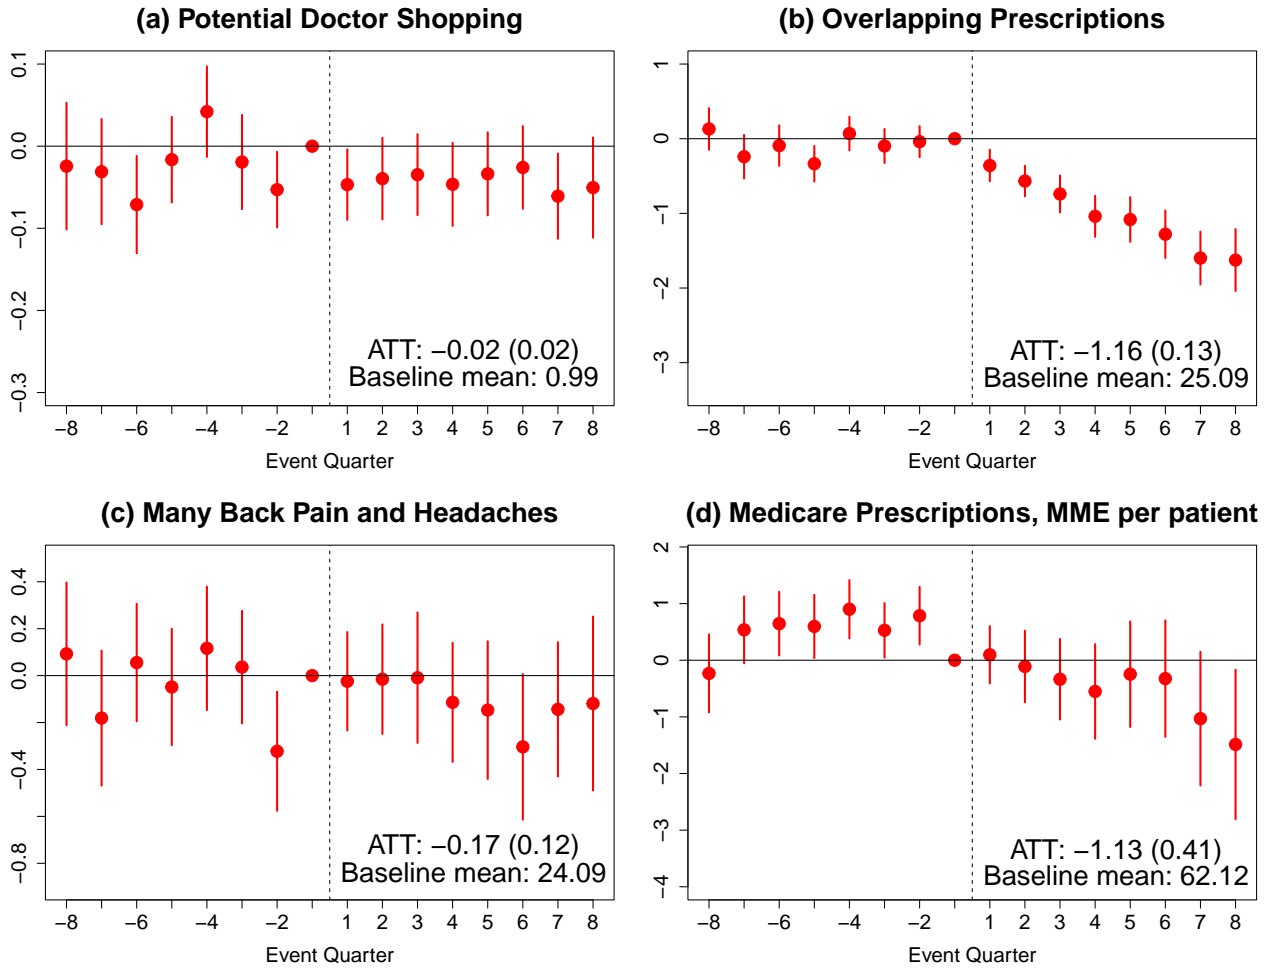 (a) Potential Doctor Shopping
0.1
0.0
−0.1
−0.2
−0.3
ATT: −0.02 (0.02)
Baseline mean: 0.99
−8 −6 −4 −2 1 2 3 4 5 6 7 8
Event Quarter
(b) Overlapping Prescriptions
1
0
−1
−2
−3
ATT: −1.16 (0.13)
Baseline mean: 25.09
−8 −6 −4 −2 1 2 3 4 5 6 7 8
Event Quarter
(c) Many Back Pain and Headaches
0.4
0.2
0.0
−0.4
−0.8
ATT: −0.17 (0.12)
Baseline mean: 24.09
−8 −6 −4 −2 1 2 3 4 5 6 7 8
Event Quarter
(d) Medicare Prescriptions, MME per patient
2
1
0
−1
−2
−3
−4
ATT: −1.13 (0.41)
Baseline mean: 62.12
−8 −6 −4 −2 1 2 3 4 5 6 7 8
Event Quarter